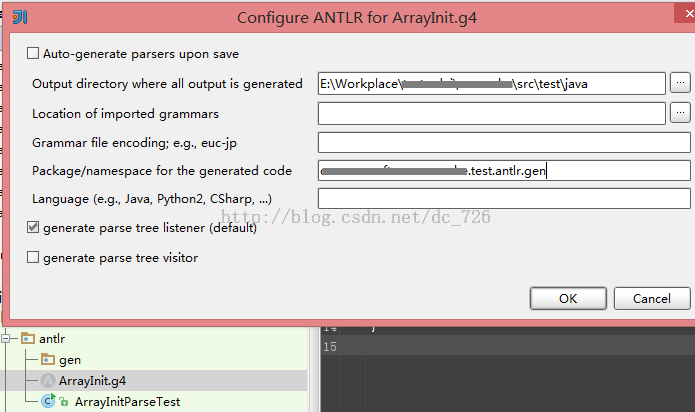 Configure ANTLR for ArrayInit.g4
Auto-generate parsers upon save
Output directory where all output is generated
E:\Workplace\ \ \src\test\java
...
Location of imported grammars
...
Grammar file encoding; e.g., euc-jp
Package/namespace for the generated code
.test.antlr.gen
Language (e.g., Java, Python2, CSharp, ...)
http://blog.csdn.net/dc_726
generate parse tree listener (default)
generate parse tree visitor
OK
Cancel
antlr
gen
ArrayInit.g4
ArrayInitParseTest
14 }
15